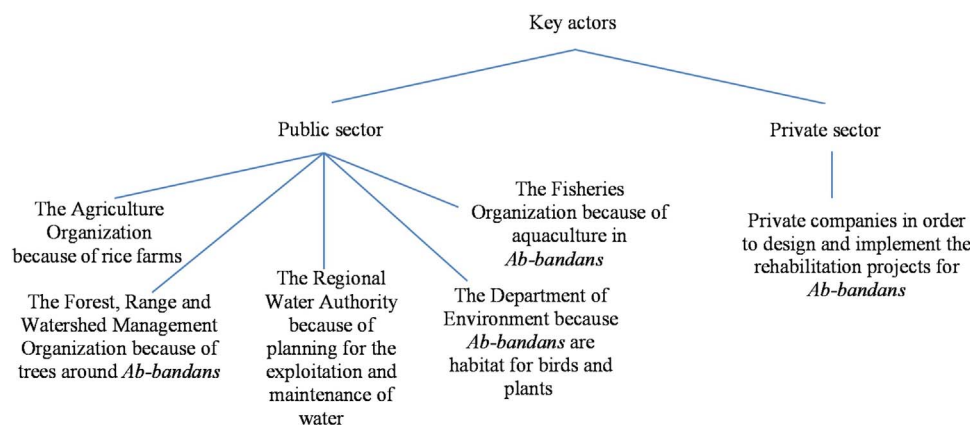 Key actors
Public sector
Private sector
The Agriculture
Organization
because of rice farms
The Forest, Range and
Watershed Management
Organization because of
trees around Ab-bandans
The Regional
Water Authority
because of
planning for the
exploitation and
maintenance of
water
The Fisheries
Organization because of
aquaculture in
Ab-bandans
The Department of
Environment because
Ab-bandans are
habitat for birds and
plants
Private companies in order
to design and implement the
rehabilitation projects for
Ab-bandans